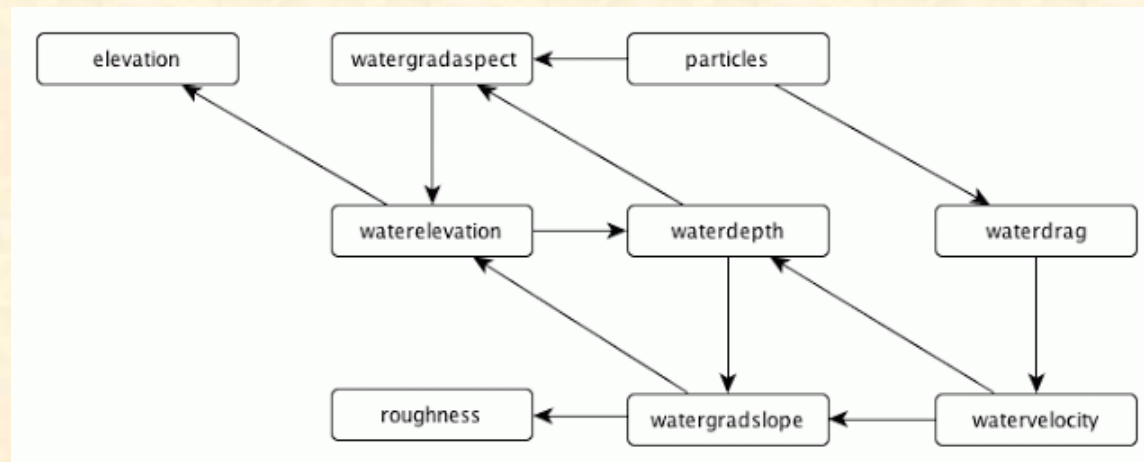 elevation
watergradaspect
particles
waterelevation
waterdepth
waterdrag
roughness
watergradslope
watervelocity